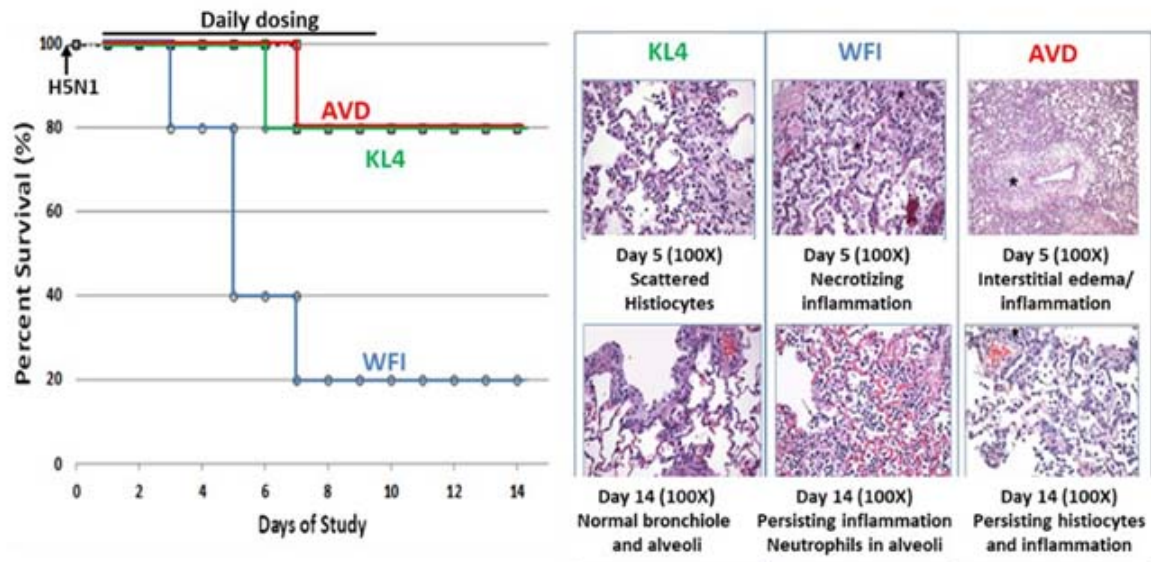 Daily dosing
100
H5N1
AVD
80
KL4
60
40
WFI
20
0
0 2 4 6 8 10 12 14
Percent Survival (%)
Days of Study
KL4
WFI
AVD
Day 5 (100X)
Scattered
Histiocytes
Day 5 (100X)
Necrotizing
inflammation
Day 5 (100X)
Interstitial edema/
inflammation
Day 14 (100X)
Normal bronchiole
and alveoli
Day 14 (100X)
Persisting inflammation
Neutrophils in alveoli
Day 14 (100X)
Persisting histiocytes
and inflammation